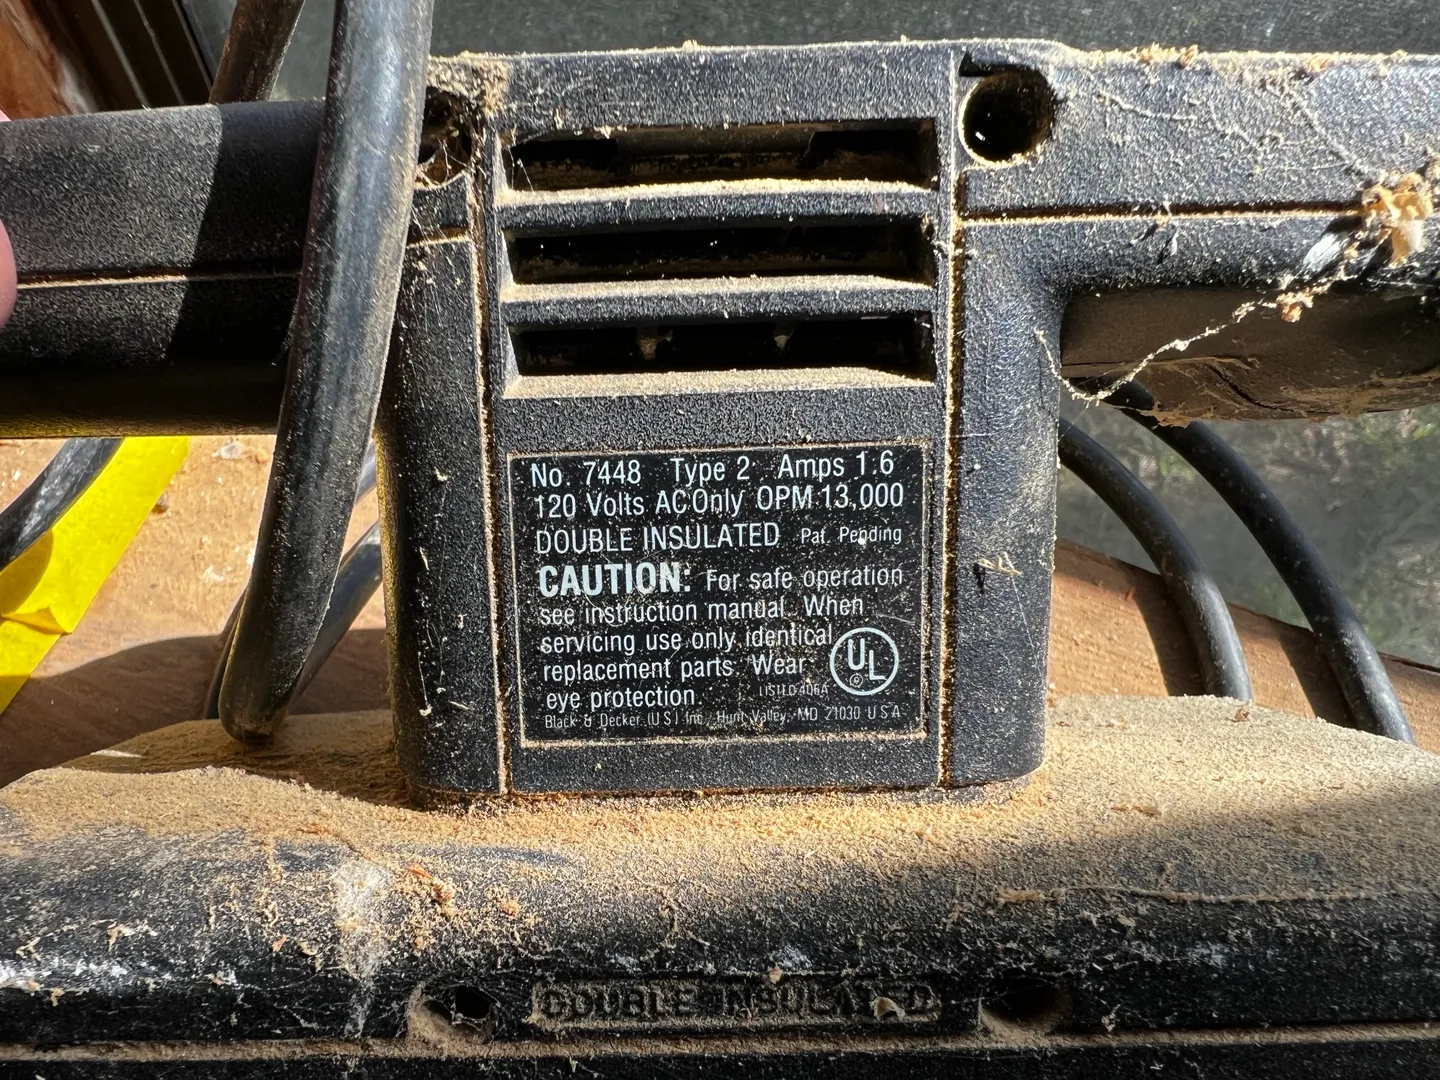 No. 7448 Type 2 Amps 1.6
120 Volts AC Only OPM 13,000
DOUBLE INSULATED Pat. Pending
CAUTION: For safe operation
see instruction manual. When
servicing use only identical
replacement parts. Wear
eye protection.
UL
LISTED 406A
Black & Decker (U.S.) Inc., Hunt Valley, MD 21030 U.S.A
DOUBLE INSULATED